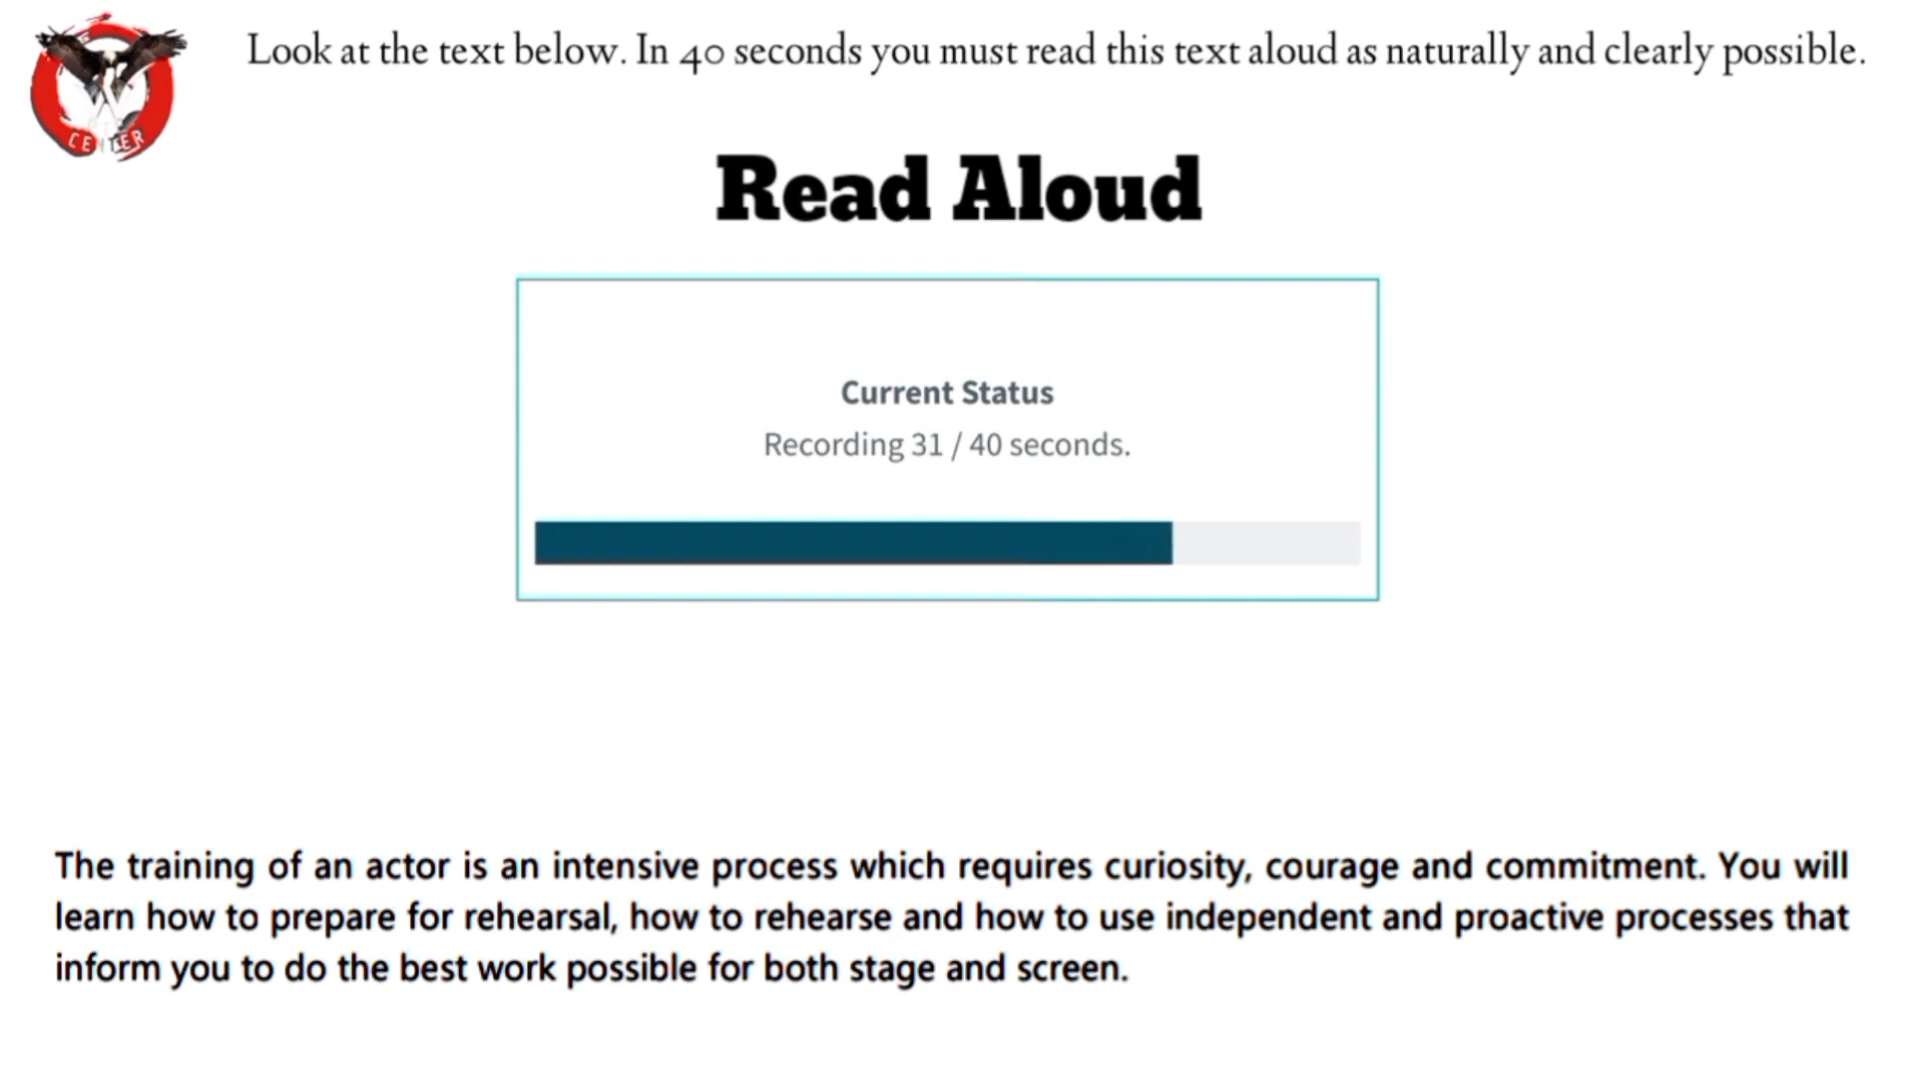 Look at the text below. In 40 seconds you must read this text aloud as naturally and clearly possible.
CENTER
Read Aloud
Current Status
Recording 31 / 40 seconds.
The training of an actor is an intensive process which requires curiosity, courage and commitment. You will
learn how to prepare for rehearsal, how to rehearse and how to use independent and proactive processes that
inform you to do the best work possible for both stage and screen.